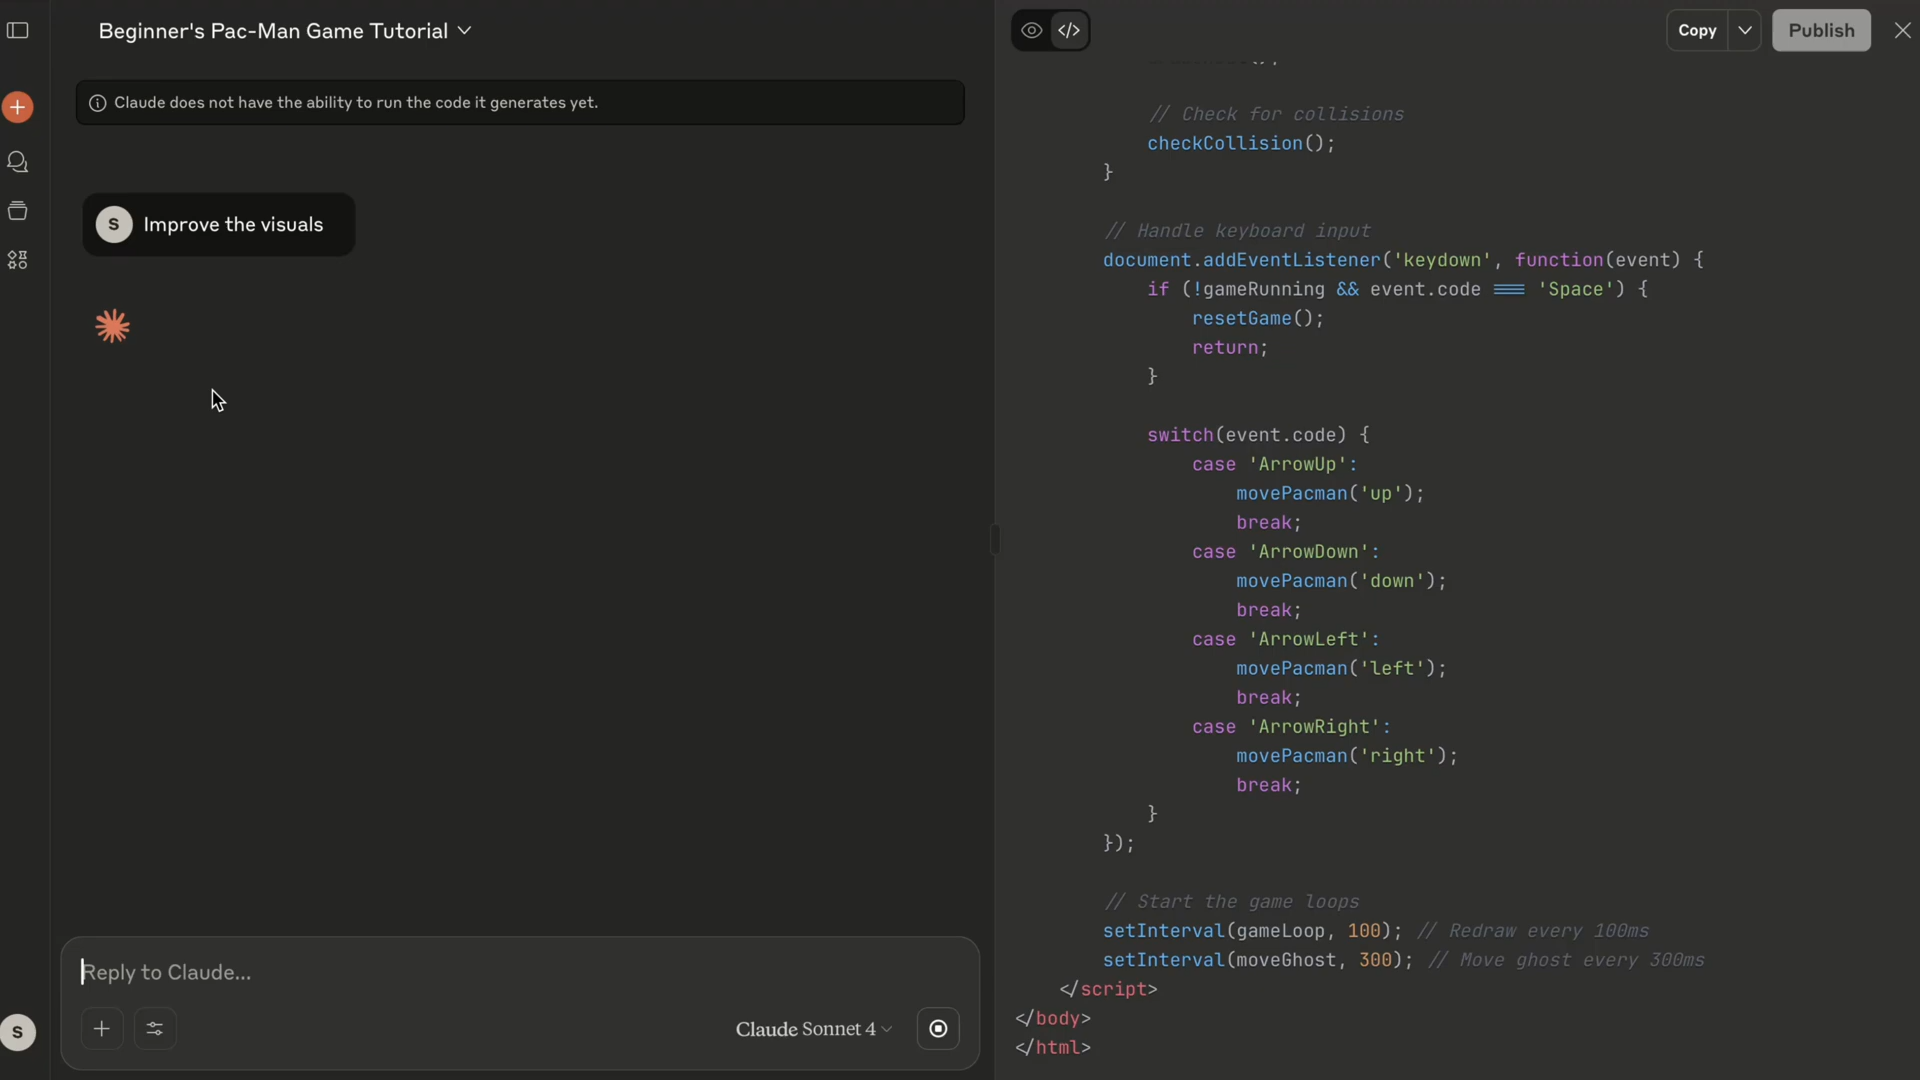 Beginner's Pac-Man Game Tutorial
Claude does not have the ability to run the code it generates yet.
S Improve the visuals
Reply to Claude...
Claude Sonnet 4
S
</>
Copy
Publish
// Check for collisions
checkCollision();
}
// Handle keyboard input
document.addEventListener('keydown', function(event) {
if (!gameRunning && event.code === 'Space') {
resetGame();
return;
}
switch(event.code) {
case 'ArrowUp':
movePacman('up');
break;
case 'ArrowDown':
movePacman('down');
break;
case 'ArrowLeft':
movePacman('left');
break;
case 'ArrowRight':
movePacman('right');
break;
}
});
// Start the game loops
setInterval(gameLoop, 100); // Redraw every 100ms
setInterval(moveGhost, 300); // Move ghost every 300ms
</script>
</body>
</html>